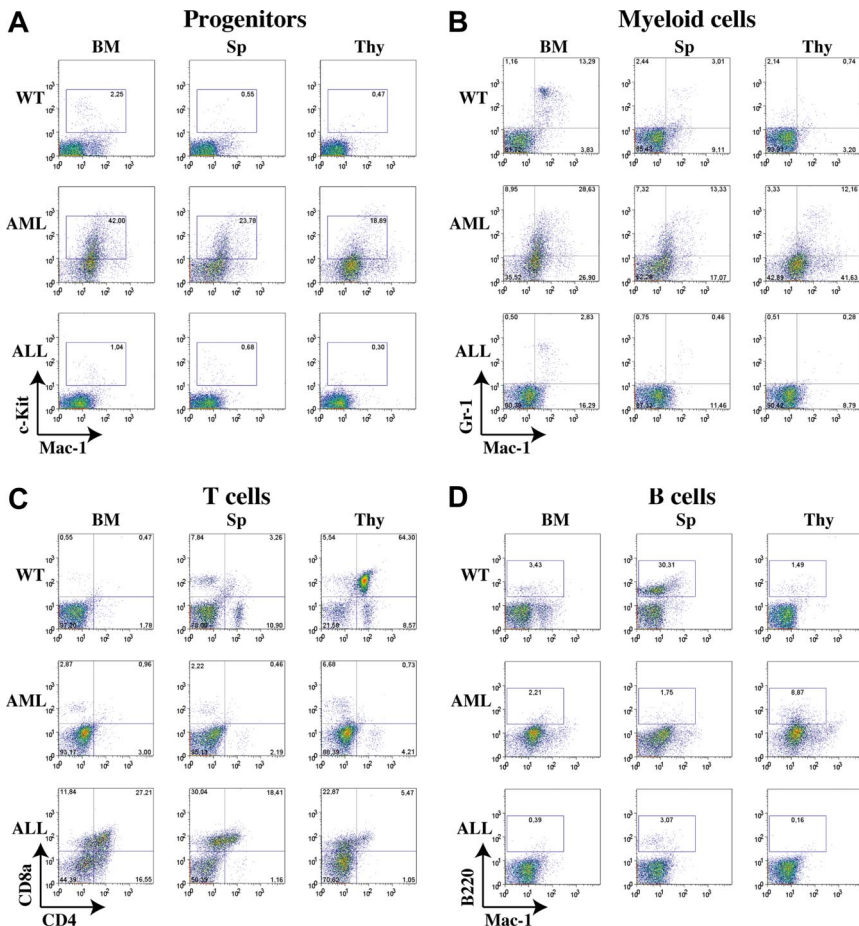 A Progenitors
BM Sp Thy
WT 2,25 0,55 0,47
AML 42,00 23,78 18,89
ALL 1,04 0,68 0,30
c-Kit
Mac-1
B Myeloid cells
BM Sp Thy
WT
1,16 13,29 2,44 3,01 2,14 0,74
3,83 9,11 3,20
AML
8,95 28,63 7,32 13,33 3,33 12,16
26,90 17,07 41,63
ALL
0,50 2,83 0,75 0,46 0,51 0,28
16,29 11,46 8,79
Gr-1
Mac-1
C T cells
BM Sp Thy
WT
0,55 0,47 7,84 3,26 5,54 64,30
1,78 10,90 21,58 8,57
AML
2,87 0,96 2,22 0,46 6,68 0,73
93,17 3,00 95,13 2,19 88,39 4,21
ALL
11,84 27,21 30,04 18,41 22,87 5,47
44,39 16,55 1,16 1,05
CD8a
CD4
D B cells
BM Sp Thy
WT 3,43 30,31 1,49
AML 2,21 1,75 8,87
ALL 0,39 3,07 0,16
B220
Mac-1